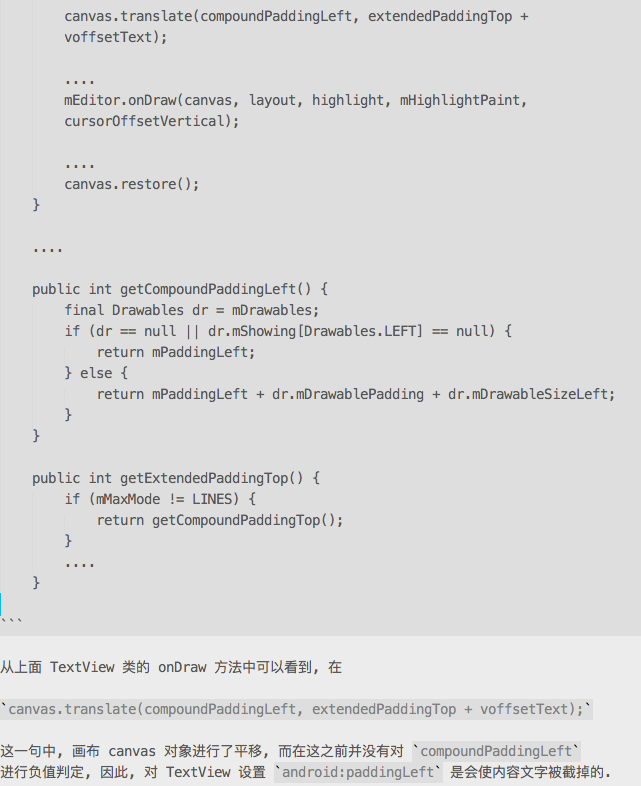 canvas.translate(compoundPaddingLeft, extendedPaddingTop +
voffsetText);
....
mEditor.onDraw(canvas, layout, highlight, mHighlightPaint,
cursorOffsetVertical);
....
canvas.restore();
}
....
public int getCompoundPaddingLeft() {
final Drawables dr = mDrawables;
if (dr == null || dr.mShowing[Drawables.LEFT] == null) {
return mPaddingLeft;
} else {
return mPaddingLeft + dr.mDrawablePadding + dr.mDrawableSizeLeft;
}
}
public int getExtendedPaddingTop() {
if (mMaxMode != LINES) {
return getCompoundPaddingTop();
}
....
}
```
从上面 TextView 类的 onDraw 方法中可以看到, 在
`canvas.translate(compoundPaddingLeft, extendedPaddingTop + voffsetText);`
这一句中, 画布 canvas 对象进行了平移, 而在这之前并没有对 `compoundPaddingLeft`
进行负值判定, 因此, 对 TextView 设置 `android:paddingLeft` 是会使内容文字被截掉的.